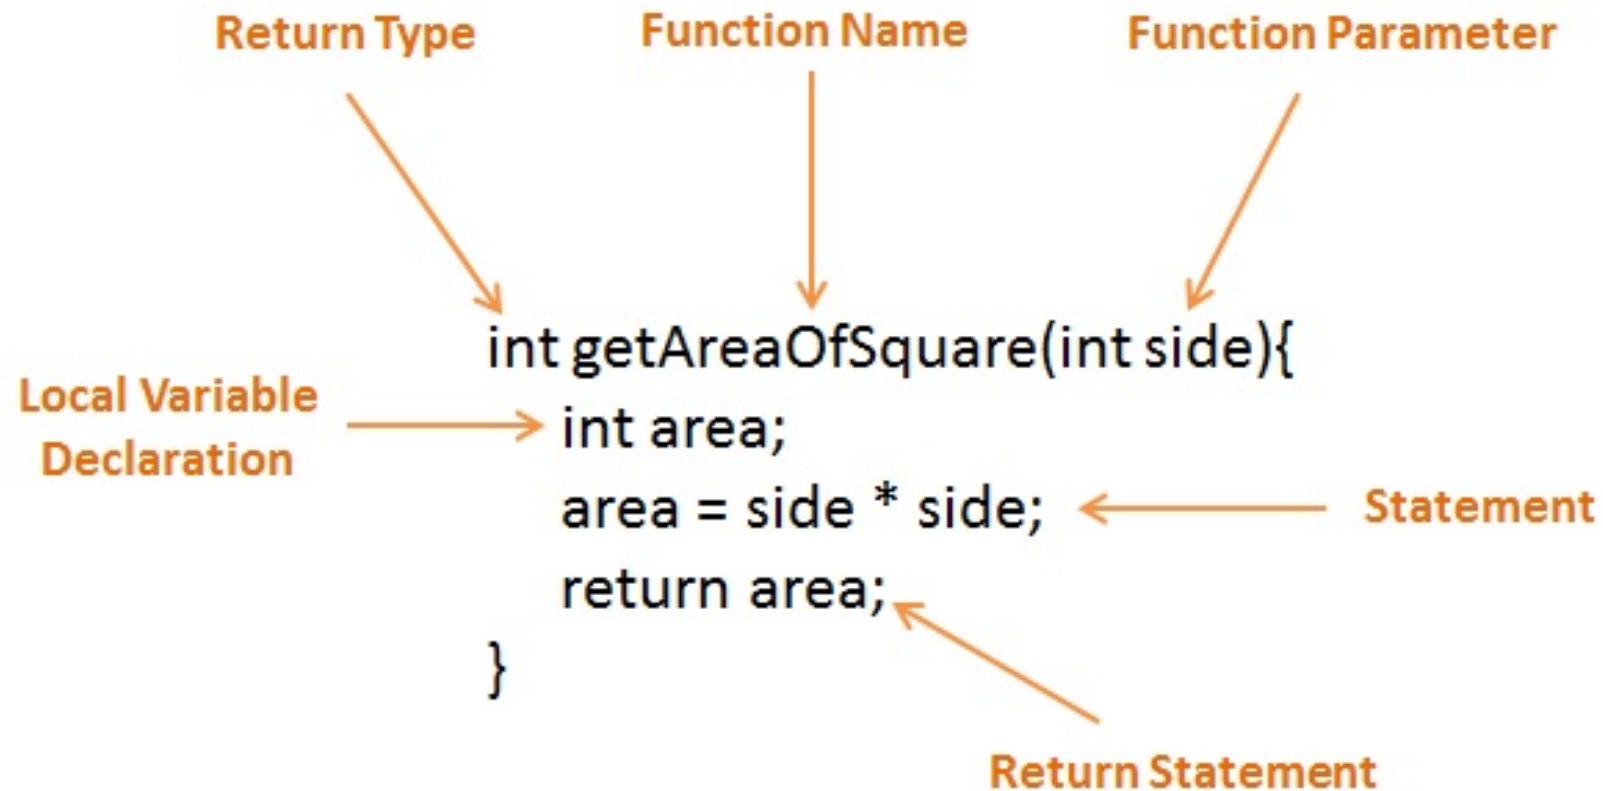 Return Type
Function Name
Function Parameter
int getAreaOfSquare(int side){
Local Variable
Declaration
int area;
area = side * side;
Statement
return area;
}
Return Statement